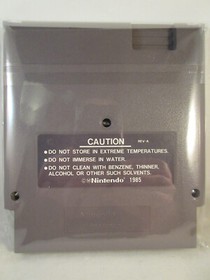 CAUTION REV-A
●DO NOT STORE IN EXTREME TEMPERATURES.
●DO NOT IMMERSE IN WATER.
●DO NOT CLEAN WITH BENZENE, THINNER,
ALCOHOL OR OTHER SUCH SOLVENTS.
©Nintendo 1985